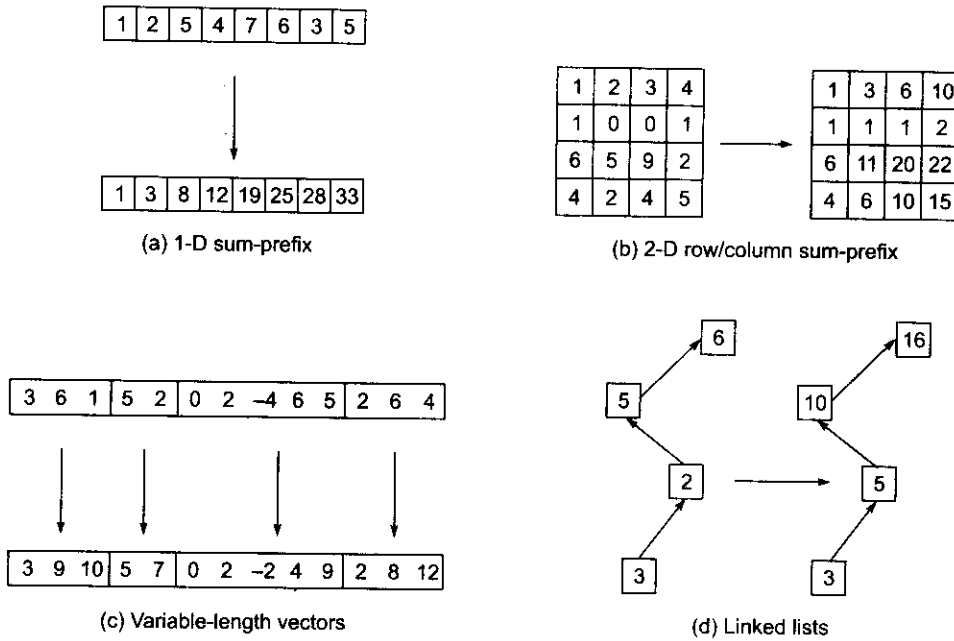 1 2 5 4 7 6 3 5
1 3 8 12 19 25 28 33
(a) 1-D sum-prefix
1 2 3 4
1 0 0 1
6 5 9 2
4 2 4 5
1 3 6 10
1 1 1 2
6 11 20 22
4 6 10 15
(b) 2-D row/column sum-prefix
3 6 1 5 2 0 2 –4 6 5 2 6 4
3 9 10 5 7 0 2 –2 4 9 2 8 12
(c) Variable-length vectors
6
5
2
3
16
10
5
3
(d) Linked lists